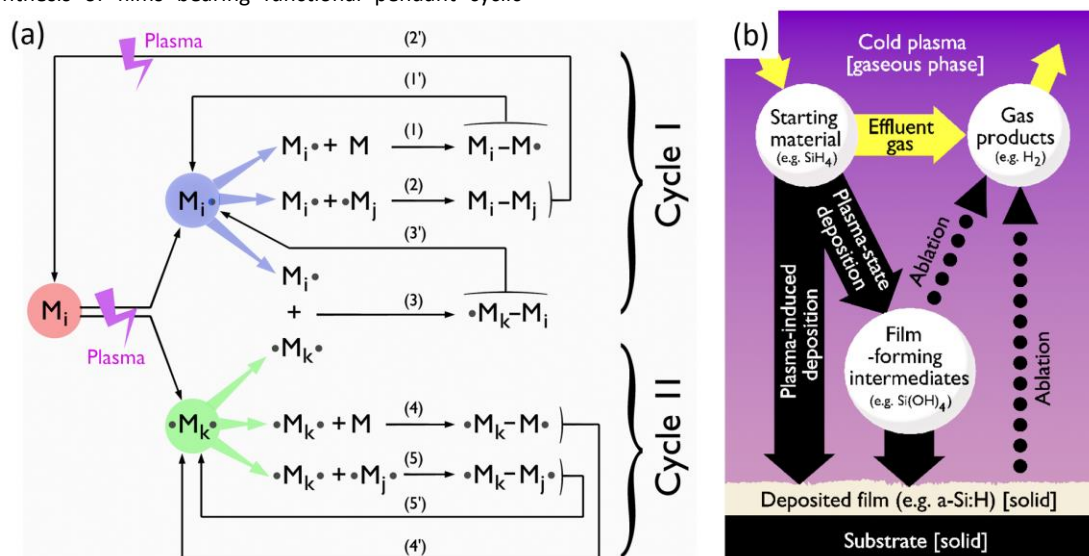 (a)
Plasma
(2')
(1')
Mᵢ• + M (1) Mᵢ–M•
Mᵢ•
Mᵢ• + •Mⱼ (2) Mᵢ–Mⱼ
(3')
Mᵢ•
+ (3) •Mₖ–Mᵢ
Mᵢ
Plasma
•Mₖ•
•Mₖ•
•Mₖ• + M (4) •Mₖ–M•
•Mₖ• + •Mⱼ• (5) •Mₖ–Mⱼ•
(5')
(4')
Cycle I
Cycle II
(b)
Cold plasma
[gaseous phase]
Starting
material
(e.g. SiH₄)
Effluent
gas
Gas
products
(e.g. H₂)
Plasma-state
deposition
Plasma-induced
deposition
Ablation
Film
-forming
intermediates
(e.g. Si(OH)₄)
Ablation
Deposited film (e.g. a-Si:H) [solid]
Substrate [solid]